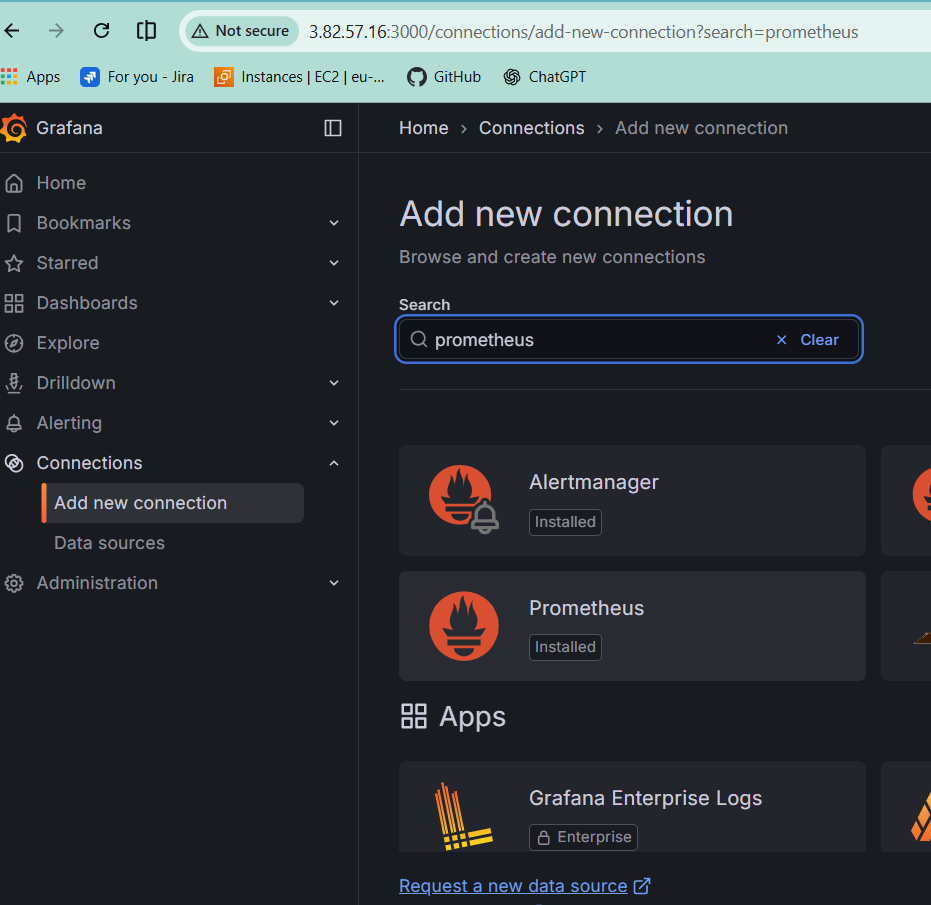 Not secure 3.82.57.16:3000/connections/add-new-connection?search=prometheus
Apps For you - Jira Instances | EC2 | eu-... GitHub ChatGPT
Grafana
Home › Connections › Add new connection
Home
Bookmarks
Starred
Dashboards
Explore
Drilldown
Alerting
Connections
Add new connection
Data sources
Administration
Add new connection
Browse and create new connections
Search
prometheus
Clear
Alertmanager
Installed
Prometheus
Installed
Apps
Grafana Enterprise Logs
Enterprise
Request a new data source